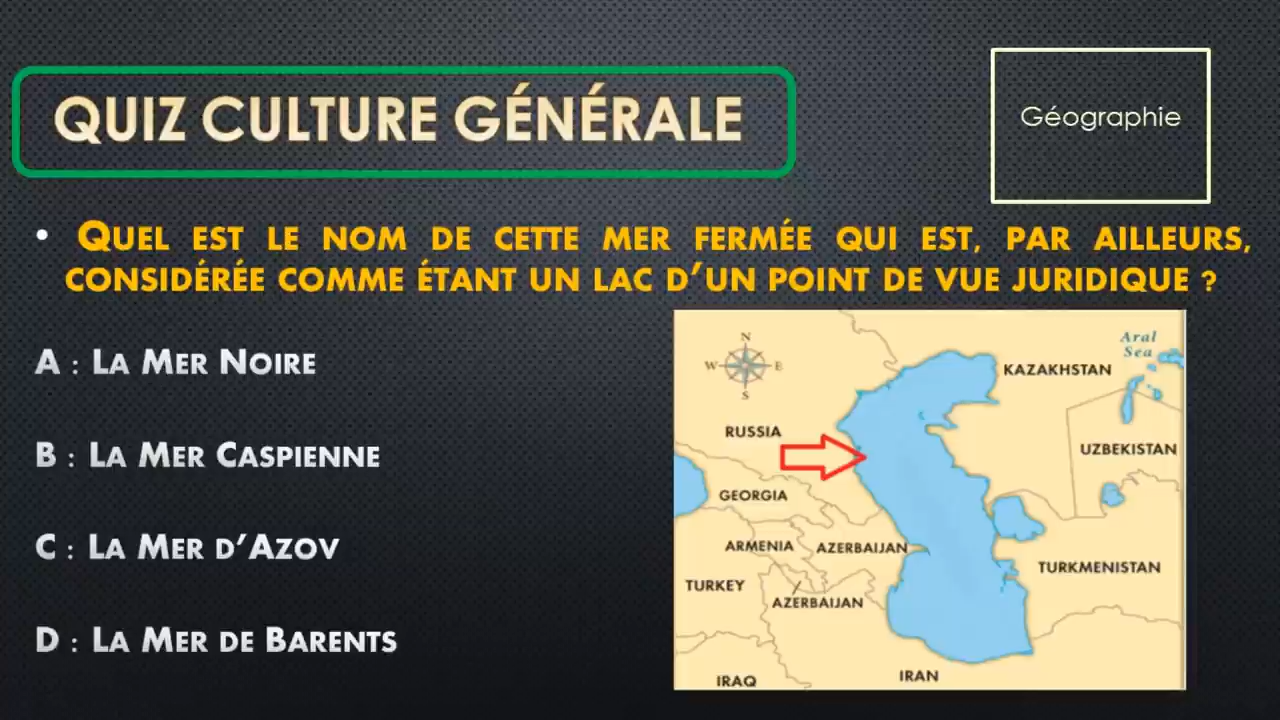 QUIZ CULTURE GÉNÉRALE
Géographie
• QUEL EST LE NOM DE CETTE MER FERMÉE QUI EST, PAR AILLEURS,
CONSIDÉRÉE COMME ÉTANT UN LAC D'UN POINT DE VUE JURIDIQUE ?
A : LA MER NOIRE
B : LA MER CASPIENNE
C : LA MER D'AZOV
D : LA MER DE BARENTS
N
W E
S
Aral
Sea
KAZAKHSTAN
RUSSIA
UZBEKISTAN
GEORGIA
ARMENIA
AZERBAIJAN
TURKMENISTAN
TURKEY
AZERBAIJAN
IRAN
IRAQ